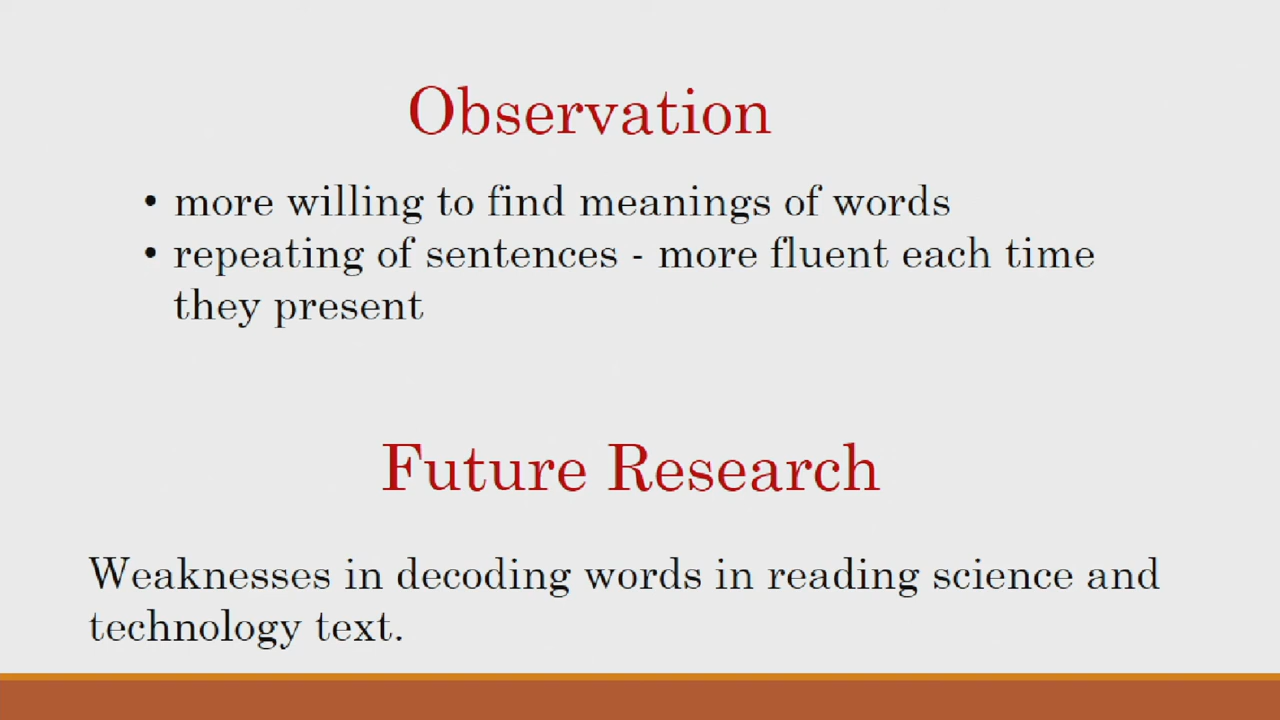 Observation
• more willing to find meanings of words
• repeating of sentences - more fluent each time
they present
Future Research
Weaknesses in decoding words in reading science and
technology text.